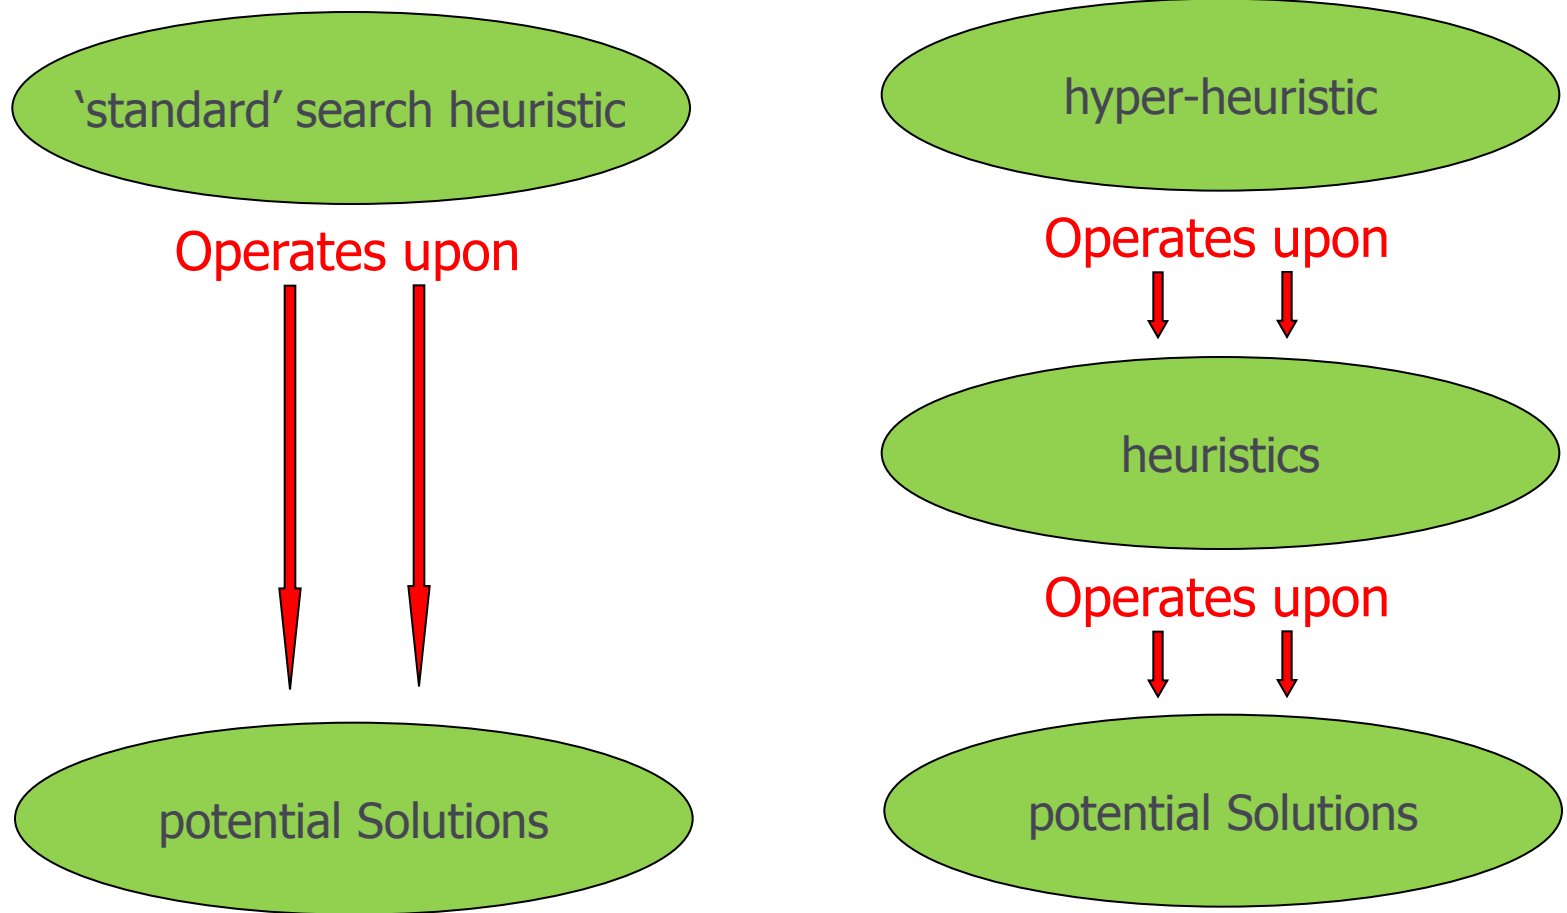 ‘standard’ search heuristic
Operates upon
potential Solutions
hyper-heuristic
Operates upon
heuristics
Operates upon
potential Solutions